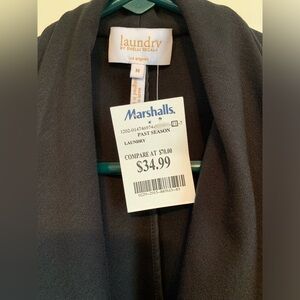 laundry
BY SHELLI SEGAL
los angeles
M
Marshalls.
PAST SEASON
LAUNDRY
COMPARE AT $70.00
$34.99